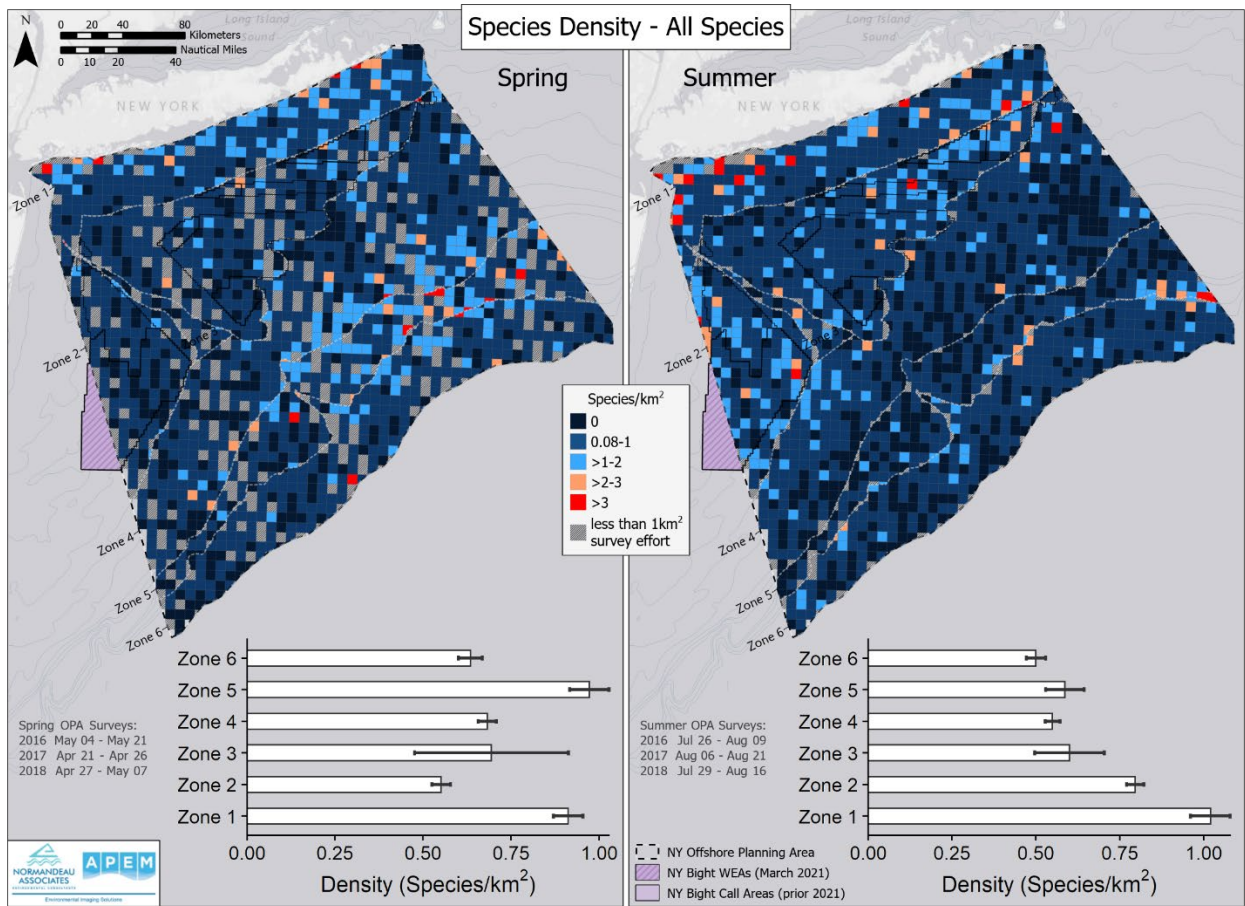 Species Density - All Species
N
0 20 40 80
Kilometers
Nautical Miles
0 10 20 40
Long Island
Sound
NEW YORK
Spring
Zone 1
Zone 2
Zone
Zone 4
Zone 5
Zone 6
Long Island
Sound
NEW YORK
Summer
Zone 1
Zone 2
Zone 4
Zone 5
Zone 6
Species/km²
0
0.08-1
>1-2
>2-3
>3
less than 1km²
survey effort
Spring OPA Surveys:
2016 May 04 - May 21
2017 Apr 21 - Apr 26
2018 Apr 27 - May 07
Zone 6
Zone 5
Zone 4
Zone 3
Zone 2
Zone 1
0.00 0.25 0.50 0.75 1.00
Density (Species/km²)
Summer OPA Surveys:
2016 Jul 26 - Aug 09
2017 Aug 06 - Aug 21
2018 Jul 29 - Aug 16
Zone 6
Zone 5
Zone 4
Zone 3
Zone 2
Zone 1
0.00 0.25 0.50 0.75 1.00
Density (Species/km²)
NY Offshore Planning Area
NY Bight WEAs (March 2021)
NY Bight Call Areas (prior 2021)
NORMANDEAU
ASSOCIATES
ENVIRONMENTAL CONSULTANTS
APEM
Environmental Imaging Solutions